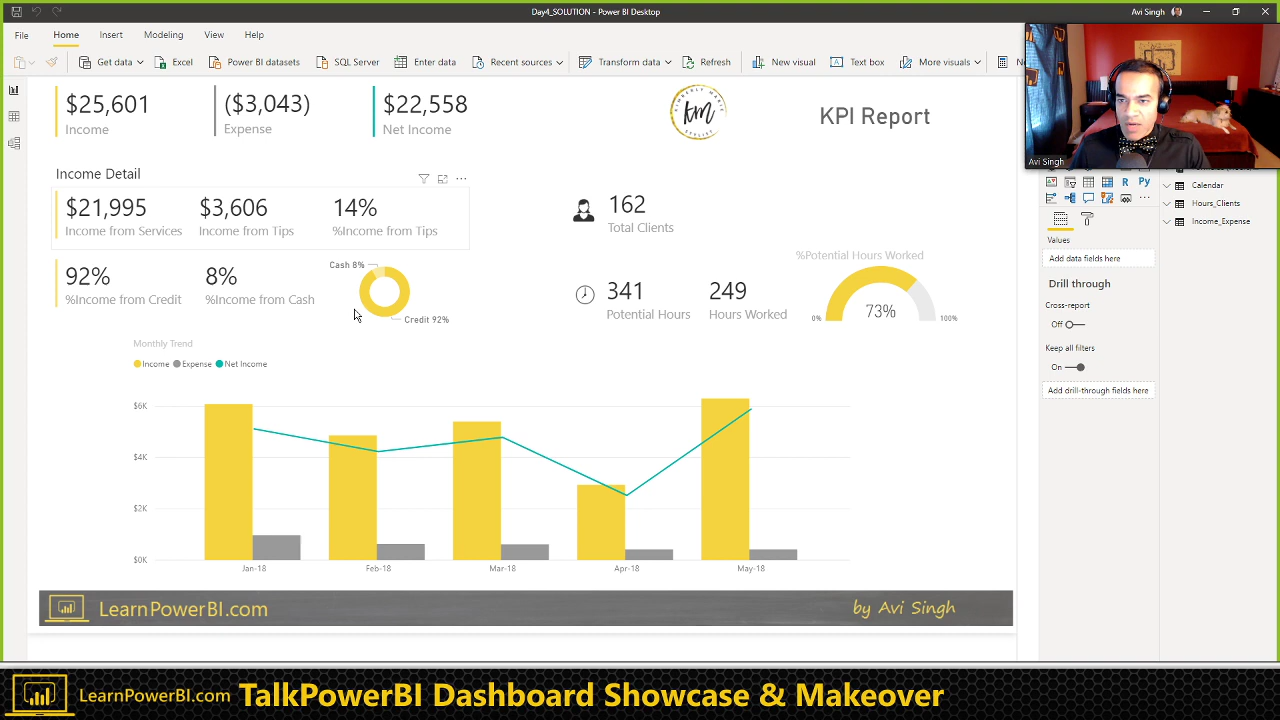 Day4_SOLUTION - Power BI Desktop
Avi Singh
File Home Insert Modeling View Help
Get data Excel Power BI datasets SQL Server Enter data Recent sources Transform data Refresh New visual Text box More visuals
$25,601 ($3,043) $22,558
Income Expense Net Income
KIMBERLY MARIE
km
STYLIST
KPI Report
Avi Singh
Income Detail
$21,995 $3,606 14%
Income from Services Income from Tips %Income from Tips
92% 8%
%Income from Credit %Income from Cash
Cash 8%
Credit 92%
162
Total Clients
341 249
Potential Hours Hours Worked
%Potential Hours Worked
73%
0% 100%
Monthly Trend
Income Expense Net Income
$6K
$4K
$2K
$0K
Jan-18 Feb-18 Mar-18 Apr-18 May-18
LearnPowerBI.com by Avi Singh
R Py
Values
Add data fields here
Drill through
Cross-report
Off
Keep all filters
On
Add drill-through fields here
Calendar
Hours_Clients
Income_Expense
LearnPowerBI.com TalkPowerBI Dashboard Showcase & Makeover